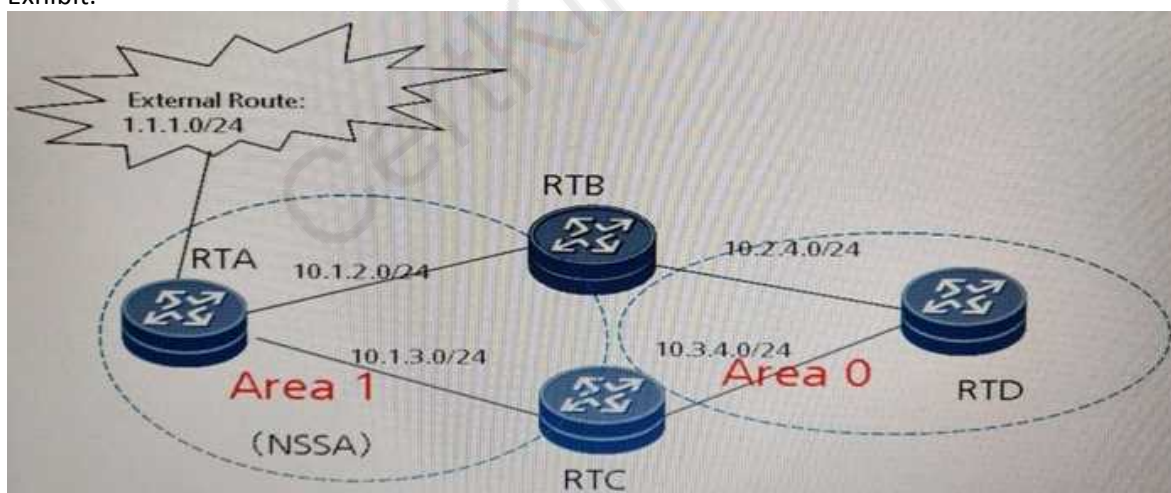 External Route:
1.1.1.0/24
RTB
RTA
10.2.4.0/24
10.1.2.0/24
10.1.3.0/24
10.3.4.0/24
Area 1
Area 0
RTD
(NSSA)
RTC